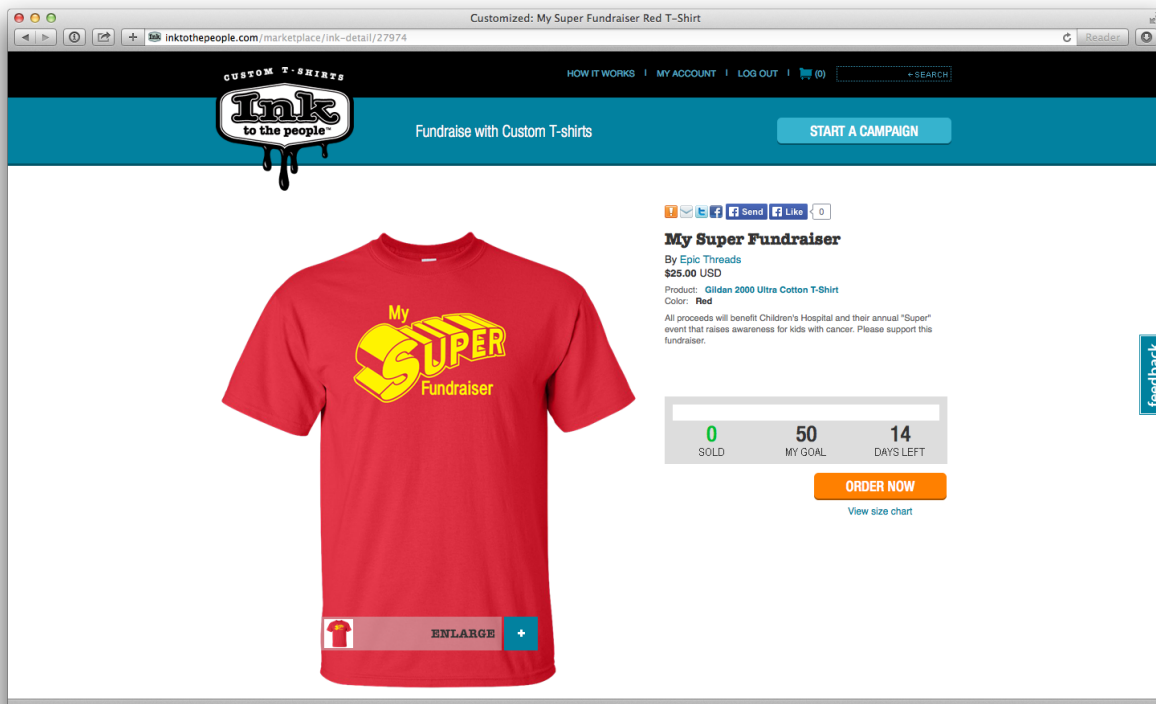 Customized: My Super Fundraiser Red T-Shirt
inktothepeople.com/marketplace/ink-detail/27974
Reader
CUSTOM T-SHIRTS
Ink
to the people™
HOW IT WORKS | MY ACCOUNT | LOG OUT | (0)
SEARCH
Fundraise with Custom T-shirts
START A CAMPAIGN
Send
Like
0
My Super Fundraiser
By Epic Threads
$25.00 USD
Product: Gildan 2000 Ultra Cotton T-Shirt
Color: Red
All proceeds will benefit Children's Hospital and their annual "Super"
event that raises awareness for kids with cancer. Please support this
fundraiser.
My
SUPER
Fundraiser
feedback
0 50 14
SOLD MY GOAL DAYS LEFT
ORDER NOW
View size chart
ENLARGE +